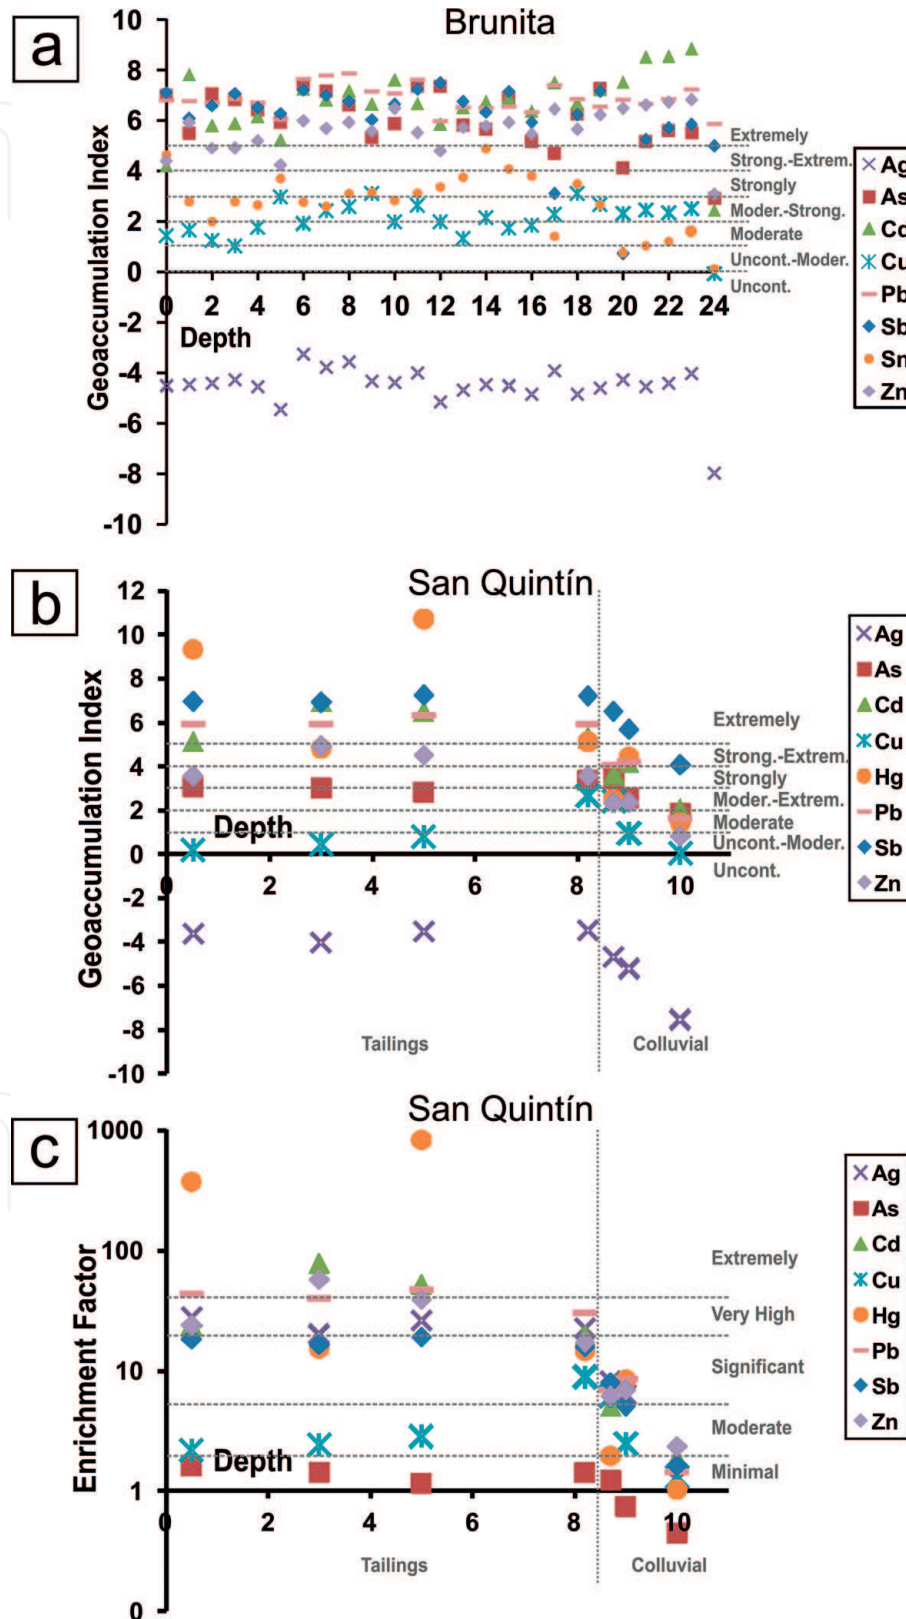 a
Brunita
10
8
6
4
2
0
-2
-4
-6
-8
-10
Geoaccumulation Index
0 2 4 6 8 10 12 14 16 18 20 22 24
Depth
Extremely
Strong.-Extrem.
Strongly
Moder.-Strong.
Moderate
Uncont.-Moder.
Uncont.
Ag
As
Cd
Cu
Pb
Sb
Sn
Zn
b
San Quintín
12
10
8
6
4
2
0
-2
-4
-6
-8
-10
Geoaccumulation Index
0 2 4 6 8 10
Depth
Extremely
Strong.-Extrem.
Strongly
Moder.-Extrem.
Moderate
Uncont.-Moder.
Uncont.
Tailings
Colluvial
Ag
As
Cd
Cu
Hg
Pb
Sb
Zn
c
San Quintín
1000
100
10
1
0
Enrichment Factor
0 2 4 6 8 10
Depth
Extremely
Very High
Significant
Moderate
Minimal
Tailings
Colluvial
Ag
As
Cd
Cu
Hg
Pb
Sb
Zn